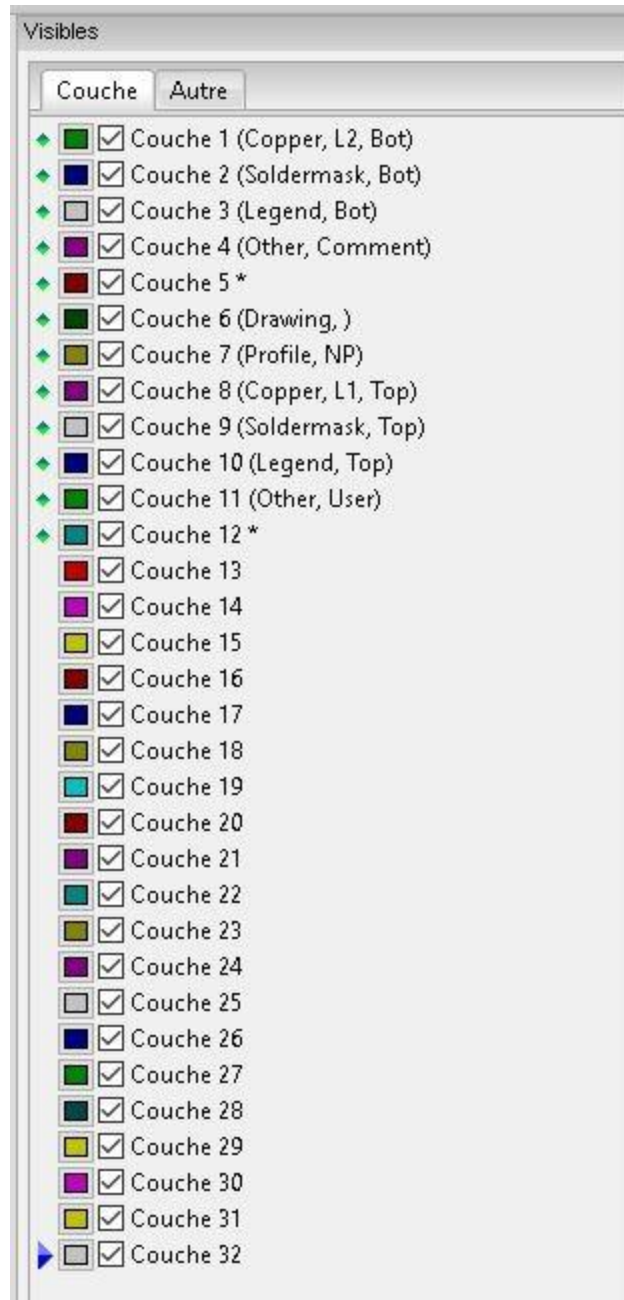 Visibles
Couche Autre
Couche 1 (Copper, L2, Bot)
Couche 2 (Soldermask, Bot)
Couche 3 (Legend, Bot)
Couche 4 (Other, Comment)
Couche 5 *
Couche 6 (Drawing, )
Couche 7 (Profile, NP)
Couche 8 (Copper, L1, Top)
Couche 9 (Soldermask, Top)
Couche 10 (Legend, Top)
Couche 11 (Other, User)
Couche 12 *
Couche 13
Couche 14
Couche 15
Couche 16
Couche 17
Couche 18
Couche 19
Couche 20
Couche 21
Couche 22
Couche 23
Couche 24
Couche 25
Couche 26
Couche 27
Couche 28
Couche 29
Couche 30
Couche 31
Couche 32